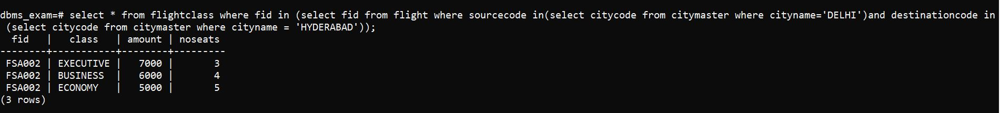 dbms_exam=# select * from flightclass where fid in (select fid from flight where sourcecode in(select citycode from citymaster where cityname='DELHI')and destinationcode in
 (select citycode from citymaster where cityname = 'HYDERABAD'));
  fid   |   class   | amount | noseats
--------+-----------+--------+---------
 FSA002 | EXECUTIVE |   7000 |       3
 FSA002 | BUSINESS  |   6000 |       4
 FSA002 | ECONOMY   |   5000 |       5
(3 rows)